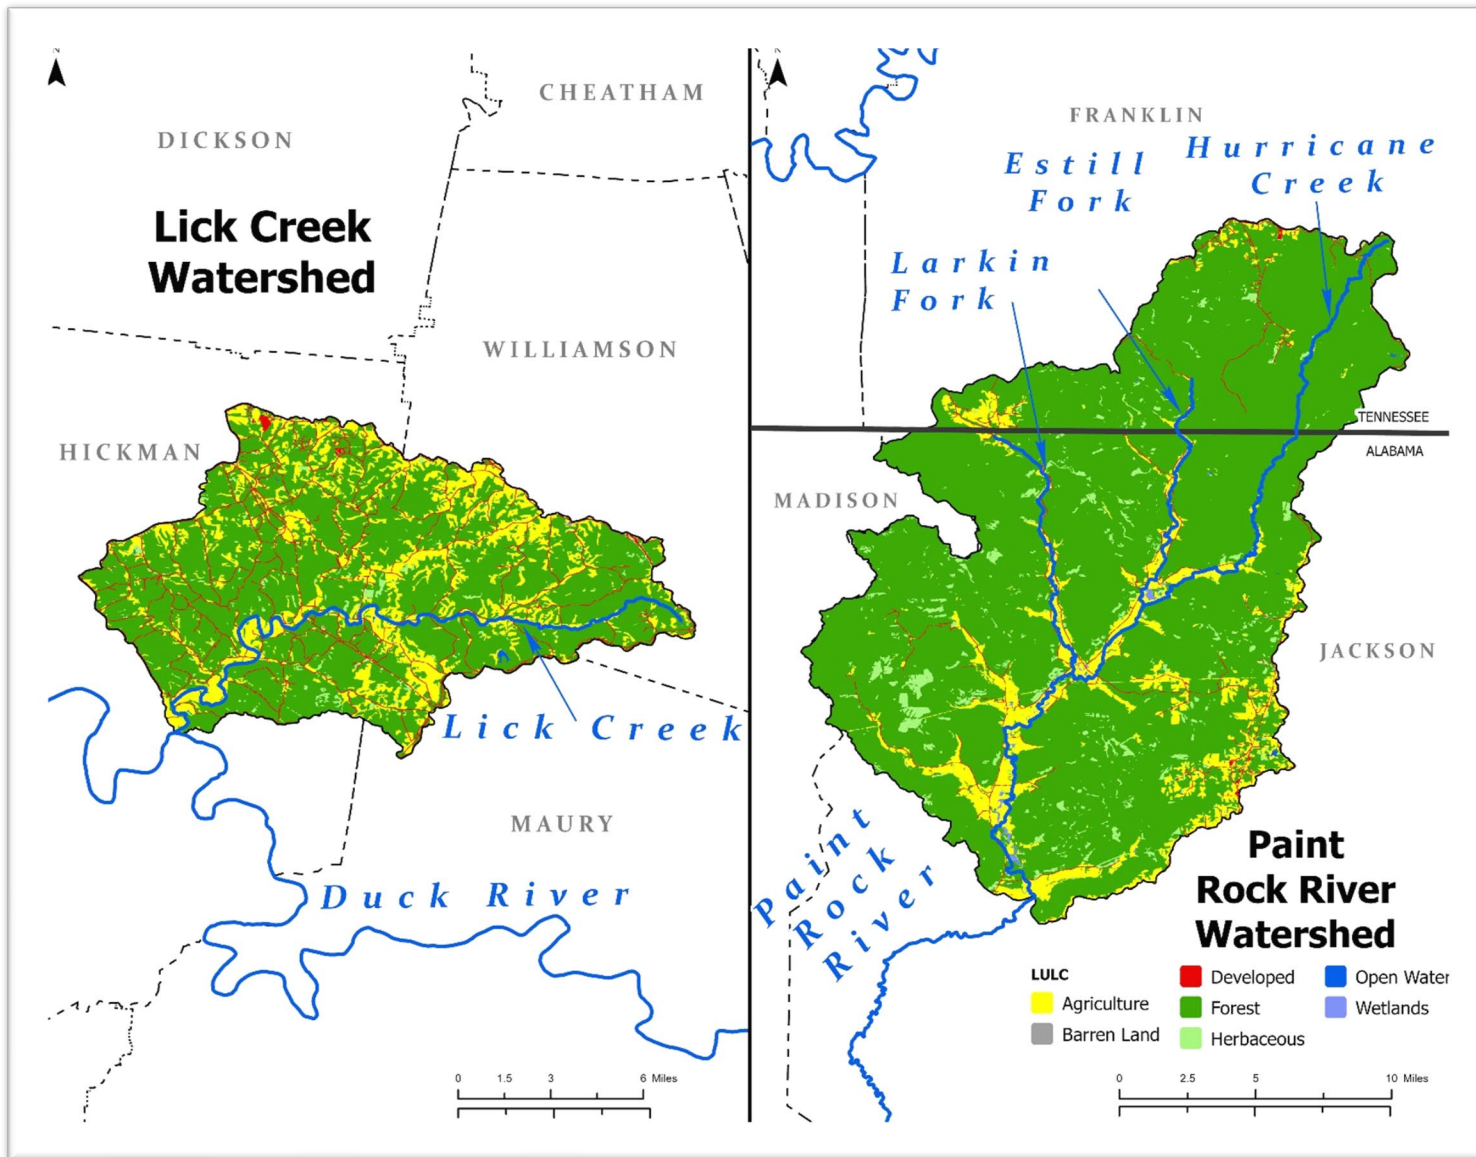 N
CHEATHAM
DICKSON
Lick Creek
Watershed
WILLIAMSON
HICKMAN
Lick Creek
MAURY
Duck River
0 1.5 3 6 Miles
N
FRANKLIN
Hurricane
Creek
Estill
Fork
Larkin
Fork
TENNESSEE
ALABAMA
MADISON
JACKSON
Paint
Rock
River
Paint
Rock River
Watershed
LULC
Agriculture
Barren Land
Developed
Forest
Herbaceous
Open Water
Wetlands
0 2.5 5 10 Miles